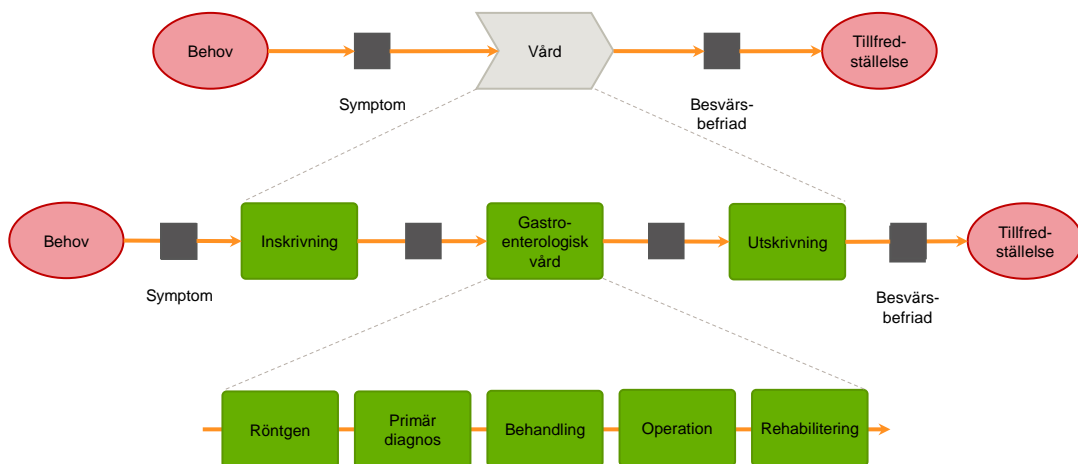 Behov
Vård
Tillfred-
ställelse
Symptom
Besvärs-
befriad
Behov
Inskrivning
Gastro-
enterologisk
vård
Utskrivning
Tillfred-
ställelse
Symptom
Besvärs-
befriad
Röntgen
Primär
diagnos
Behandling
Operation
Rehabilitering